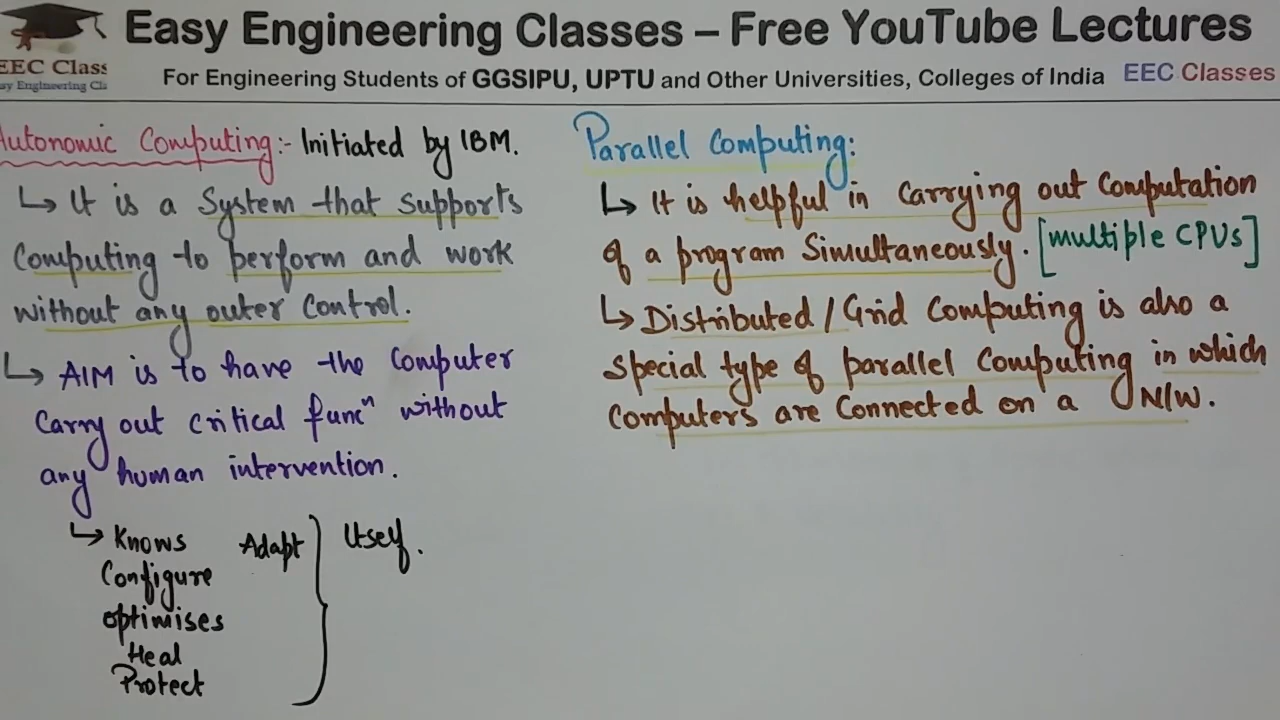 Easy Engineering Classes – Free YouTube Lectures
EEC Class
sy Engineering Cla
For Engineering Students of GGSIPU, UPTU and Other Universities, Colleges of India EEC Classes
Autonomic Computing:- Initiated by IBM.
↳ It is a System that supports
Computing to perform and work
without any outer Control.
↳ AIM is to have the Computer
Carry out critical funcⁿ without
any human intervention.
↳ Knows Adapt } Itself.
Configure
optimises
Heal
Protect
Parallel Computing:
↳ It is helpful in Carrying out Computation
of a program Simultaneously. [multiple CPUs]
↳ Distributed / Grid Computing is also a
special type of parallel Computing in which
Computers are Connected on a N/W.